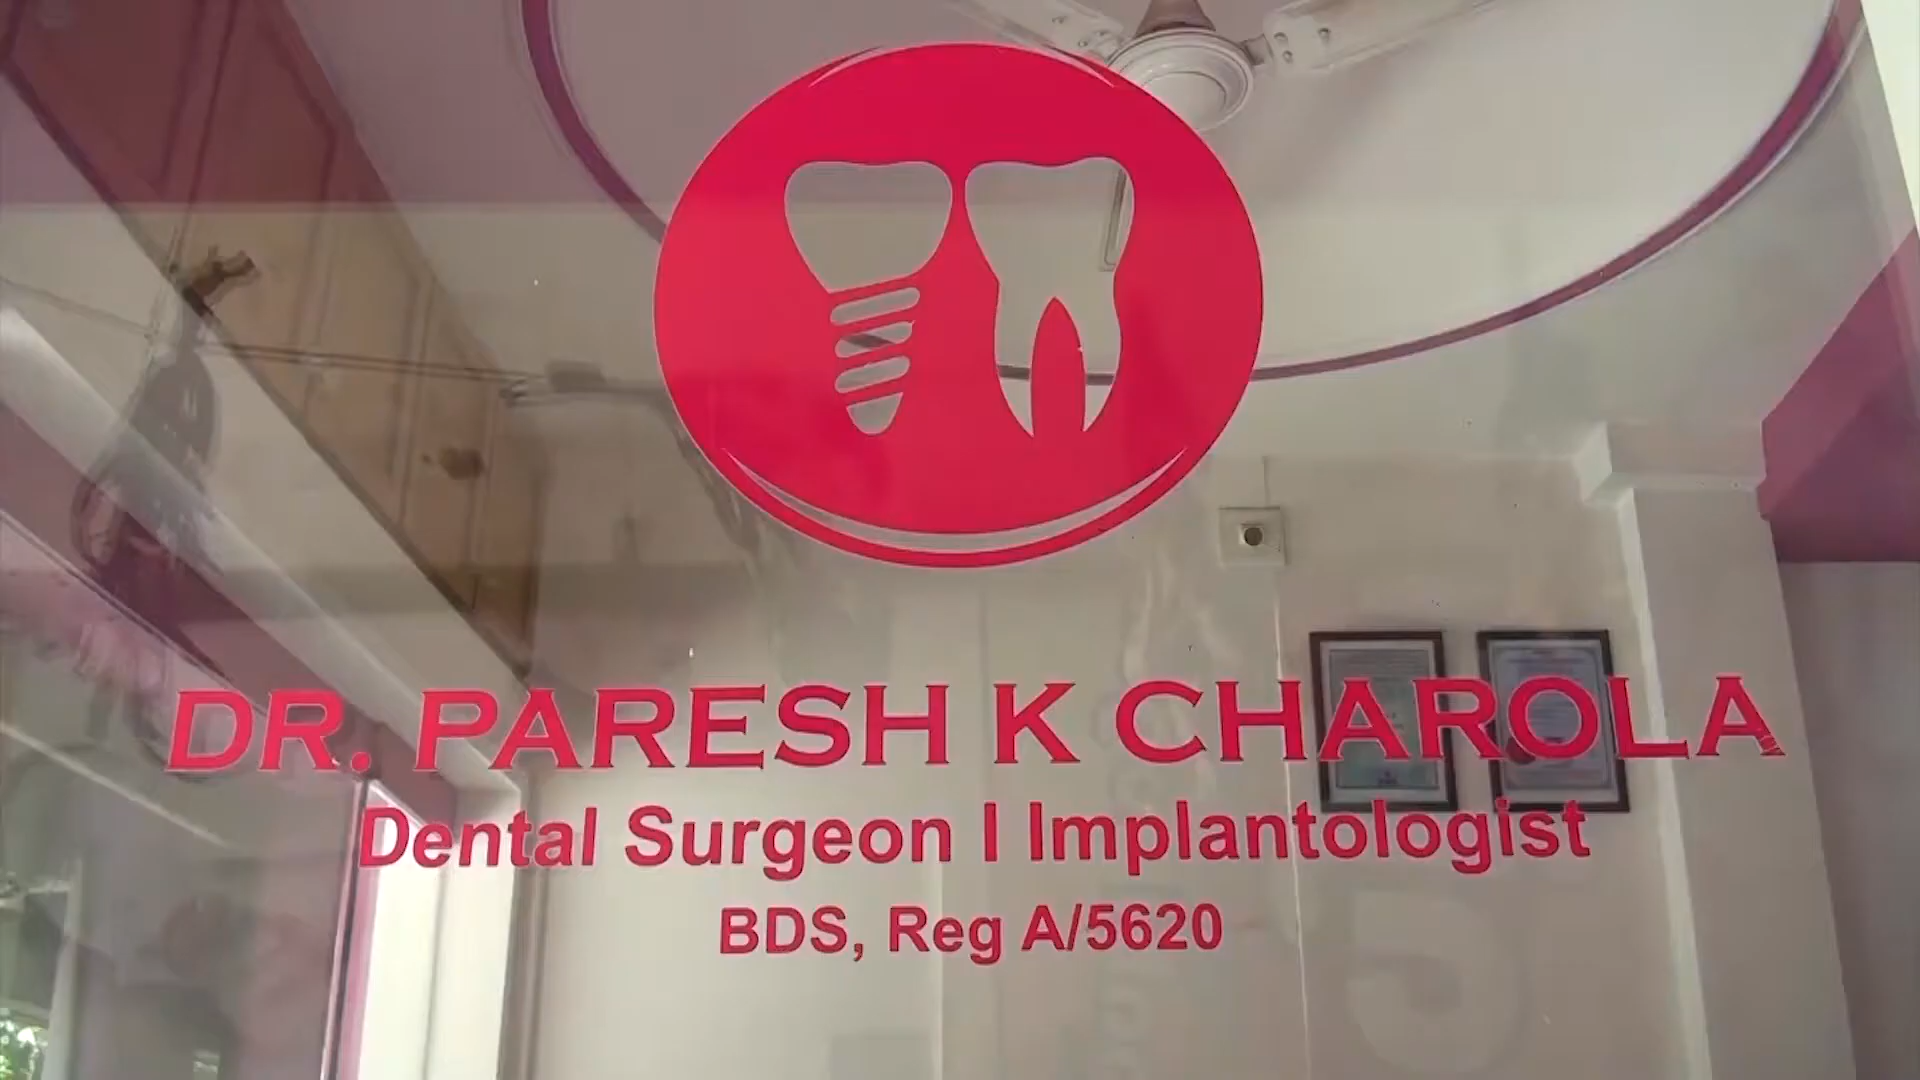 DR. PARESH K CHAROLA
Dental Surgeon I Implantologist
BDS, Reg A/5620